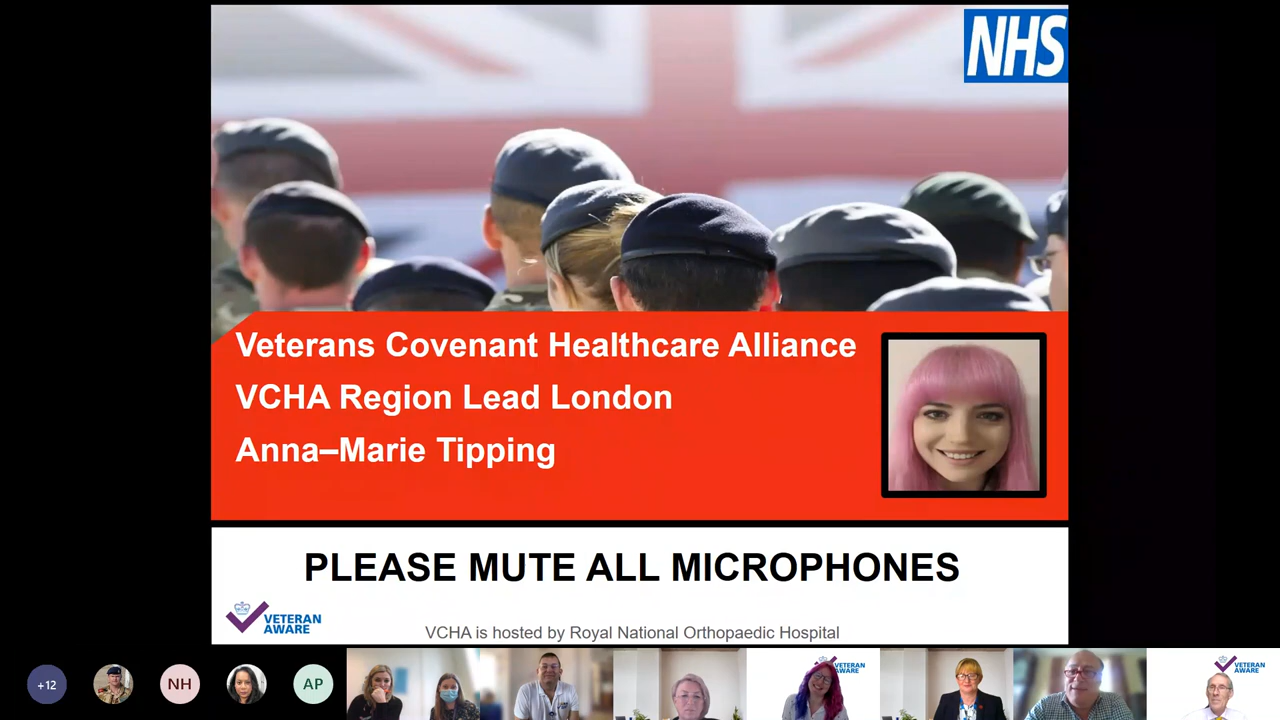 NHS
Veterans Covenant Healthcare Alliance
VCHA Region Lead London
Anna–Marie Tipping
PLEASE MUTE ALL MICROPHONES
VETERAN
AWARE
VCHA is hosted by Royal National Orthopaedic Hospital
+12
NH
AP
VETERAN
AWARE
VETERAN
AWARE